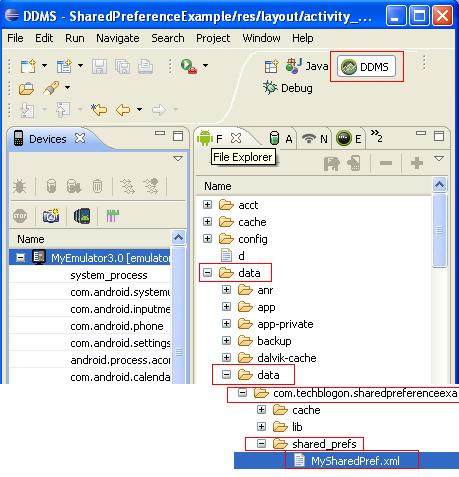 DDMS - SharedPreferenceExample/res/layout/activity_...
File Edit Run Navigate Search Project Window Help
Java
DDMS
Debug
Devices
F
A
N
E
2
File Explorer
STOP
Name
MyEmulator3.0 [emulator
system_process
com.android.systemu
com.android.inputme
com.android.phone
com.android.settings
android.process.acor
com.android.calenda
Name
acct
cache
config
d
data
anr
app
app-private
backup
dalvik-cache
data
com.techblogon.sharedpreferenceexa
cache
lib
shared_prefs
MySharedPref.xml